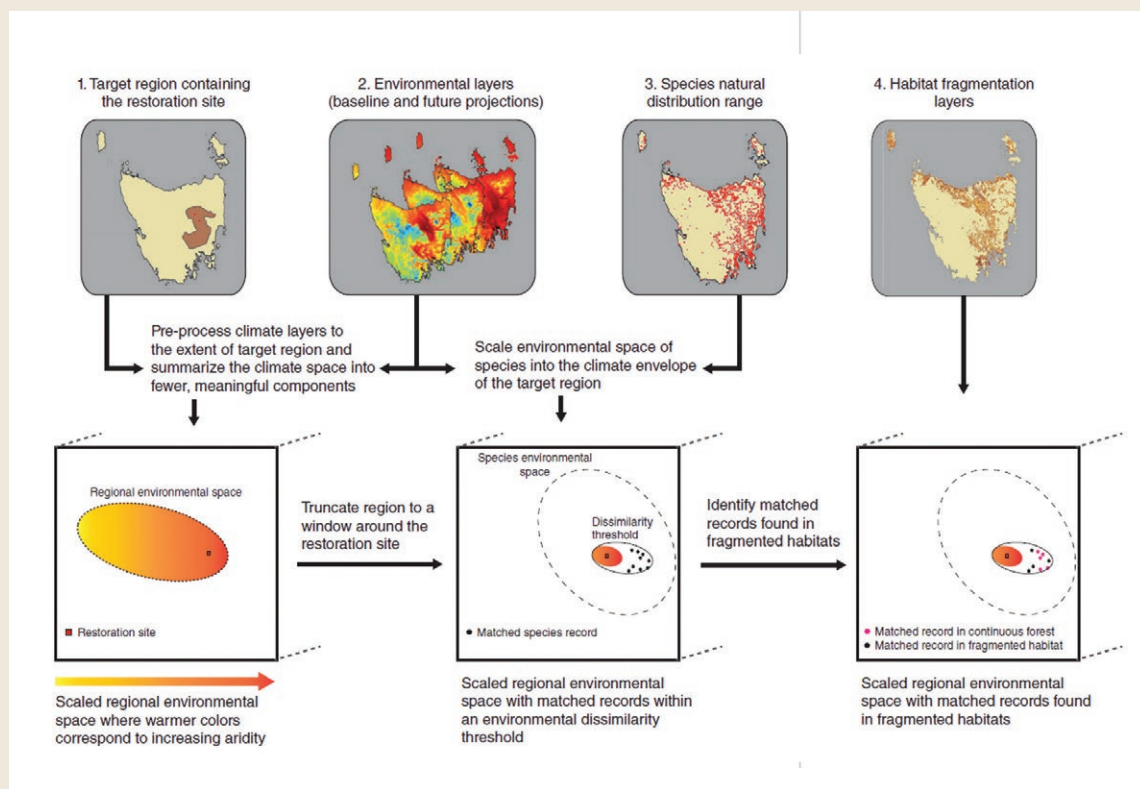 1. Target region containing
the restoration site
2. Environmental layers
(baseline and future projections)
3. Species natural
distribution range
4. Habitat fragmentation
layers
Pre-process climate layers to
the extent of target region and
summarize the climate space into
fewer, meaningful components
Scale environmental space of
species into the climate envelope
of the target region
Regional environmental space
Restoration site
Truncate region to a
window around the
restoration site
Species environmental
space
Dissimilarity
threshold
Matched species record
Identify matched
records found in
fragmented habitats
Matched record in continuous forest
Matched record in fragmented habitat
Scaled regional environmental
space where warmer colors
correspond to increasing aridity
Scaled regional environmental
space with matched records within
an environmental dissimilarity
threshold
Scaled regional environmental
space with matched records found
in fragmented habitats